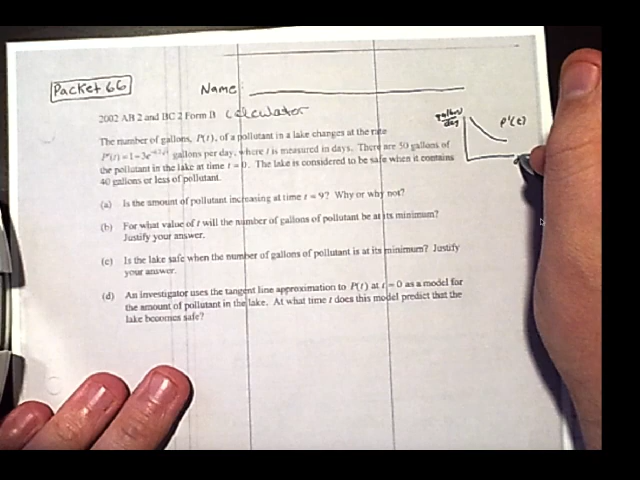 Packet 66
Name
2002 AB 2 and BC 2 Form B calculator
gallons/day
P'(t)
The number of gallons, P(t), of a pollutant in a lake changes at the rate
P'(t) = 1 − 3e^(−0.2√t) gallons per day, where t is measured in days. There are 50 gallons of
the pollutant in the lake at time t = 0. The lake is considered to be safe when it contains
40 gallons or less of pollutant.
(a) Is the amount of pollutant increasing at time t = 9? Why or why not?
(b) For what value of t will the number of gallons of pollutant be at its minimum?
Justify your answer.
(c) Is the lake safe when the number of gallons of pollutant is at its minimum? Justify
your answer.
(d) An investigator uses the tangent line approximation to P(t) at t = 0 as a model for
the amount of pollutant in the lake. At what time t does this model predict that the
lake becomes safe?